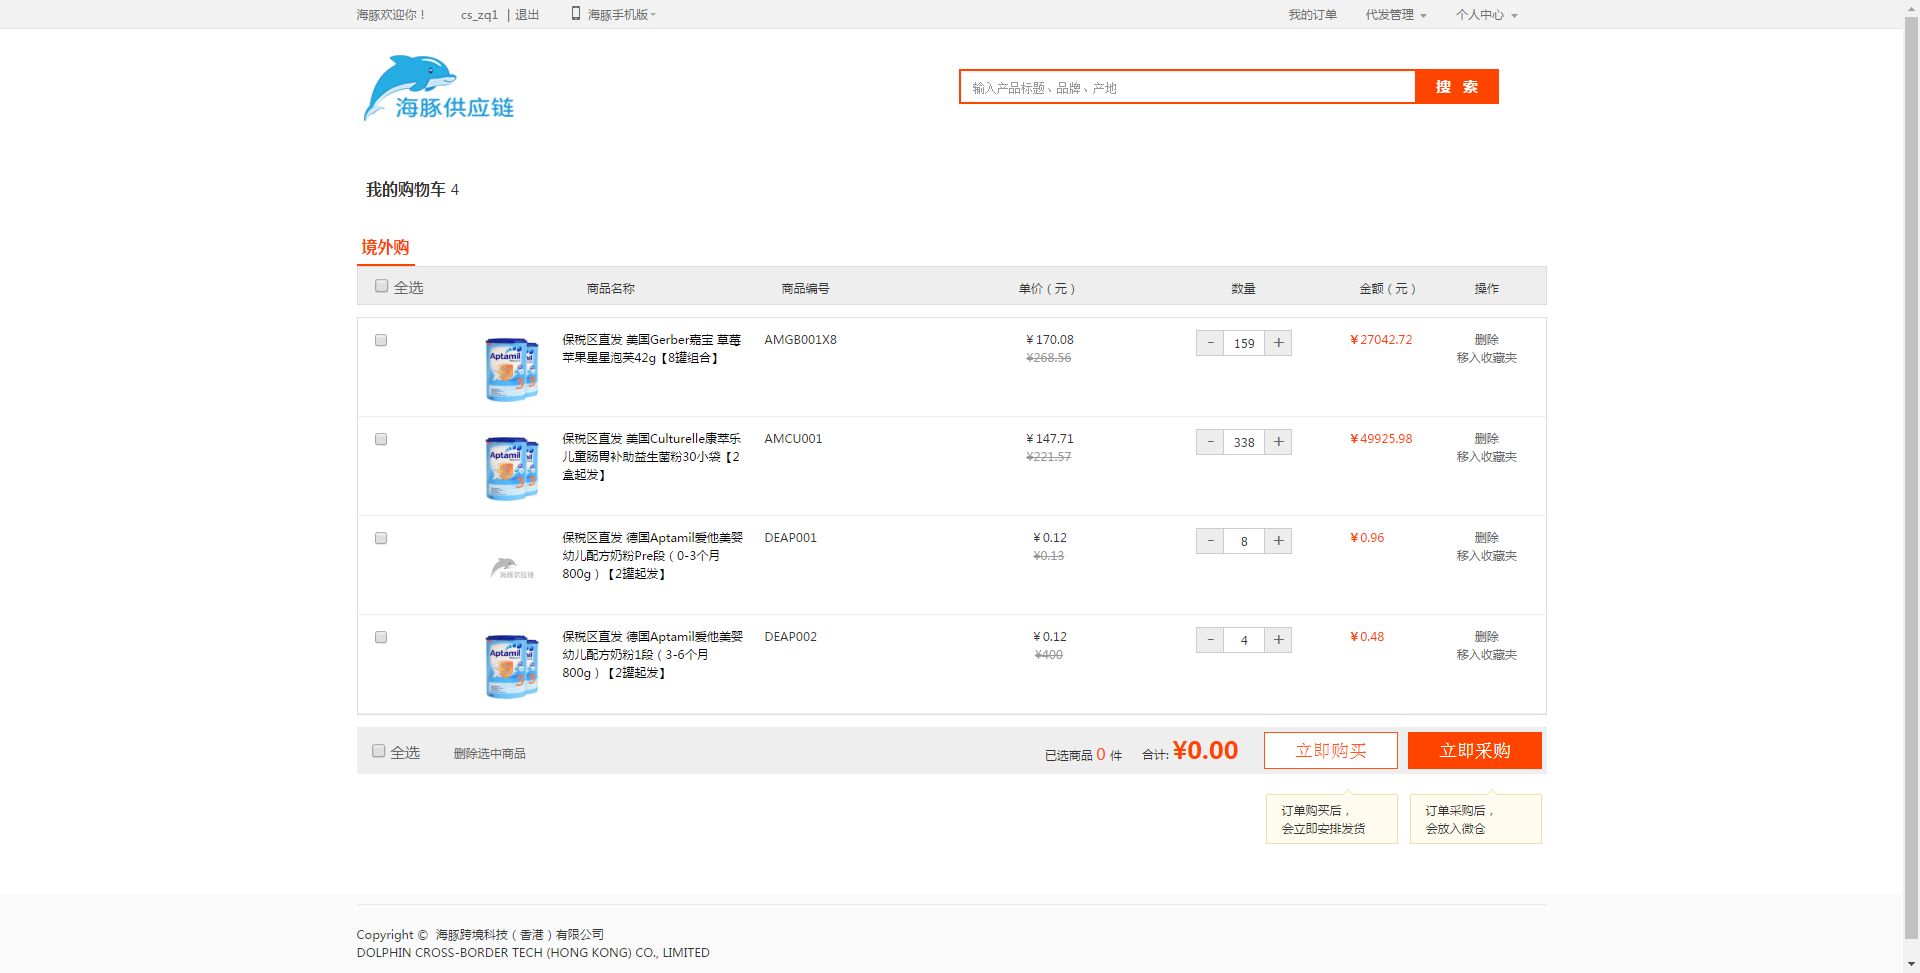 海豚欢迎你！ cs_zq1 | 退出 海豚手机版 我的订单 代发管理 个人中心
海豚供应链
输入产品标题、品牌、产地 搜 索
我的购物车 4
境外购
全选 商品名称 商品编号 单价（元） 数量 金额（元） 操作
保税区直发 美国Gerber嘉宝 草莓 AMGB001X8 ￥170.08 - 159 + ￥27042.72 删除
苹果星星泡芙42g【8罐组合】 ¥268.56 移入收藏夹
Aptamil
保税区直发 美国Culturelle康萃乐 AMCU001 ￥147.71 - 338 + ￥49925.98 删除
儿童肠胃补助益生菌粉30小袋【2 ¥221.57 移入收藏夹
盒起发】
Aptamil
保税区直发 德国Aptamil爱他美婴 DEAP001 ￥0.12 - 8 + ￥0.96 删除
幼儿配方奶粉Pre段（0-3个月 ¥0.13 移入收藏夹
800g）【2罐起发】
海豚供应链
保税区直发 德国Aptamil爱他美婴 DEAP002 ￥0.12 - 4 + ￥0.48 删除
幼儿配方奶粉1段（3-6个月 ¥400 移入收藏夹
800g）【2罐起发】
Aptamil
全选 删除选中商品 已选商品 0 件 合计: ¥0.00 立即购买 立即采购
订单购买后， 订单采购后，
会立即安排发货 会放入微仓
Copyright © 海豚跨境科技（香港）有限公司
DOLPHIN CROSS-BORDER TECH (HONG KONG) CO., LIMITED